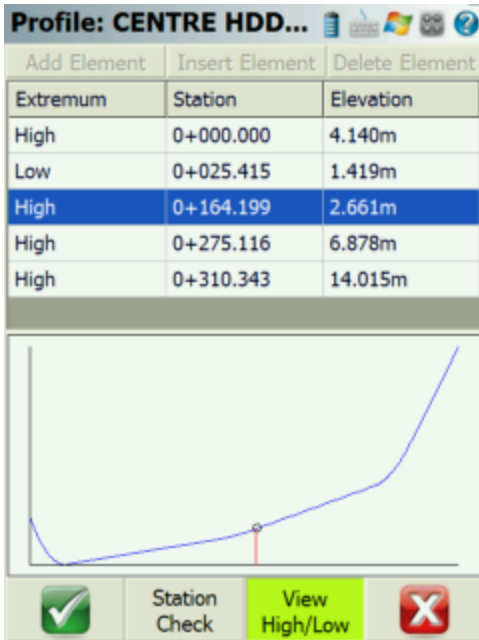 Profile: CENTRE HDD...
Add Element Insert Element Delete Element
Extremum Station Elevation
High 0+000.000 4.140m
Low 0+025.415 1.419m
High 0+164.199 2.661m
High 0+275.116 6.878m
High 0+310.343 14.015m
Station Check View High/Low